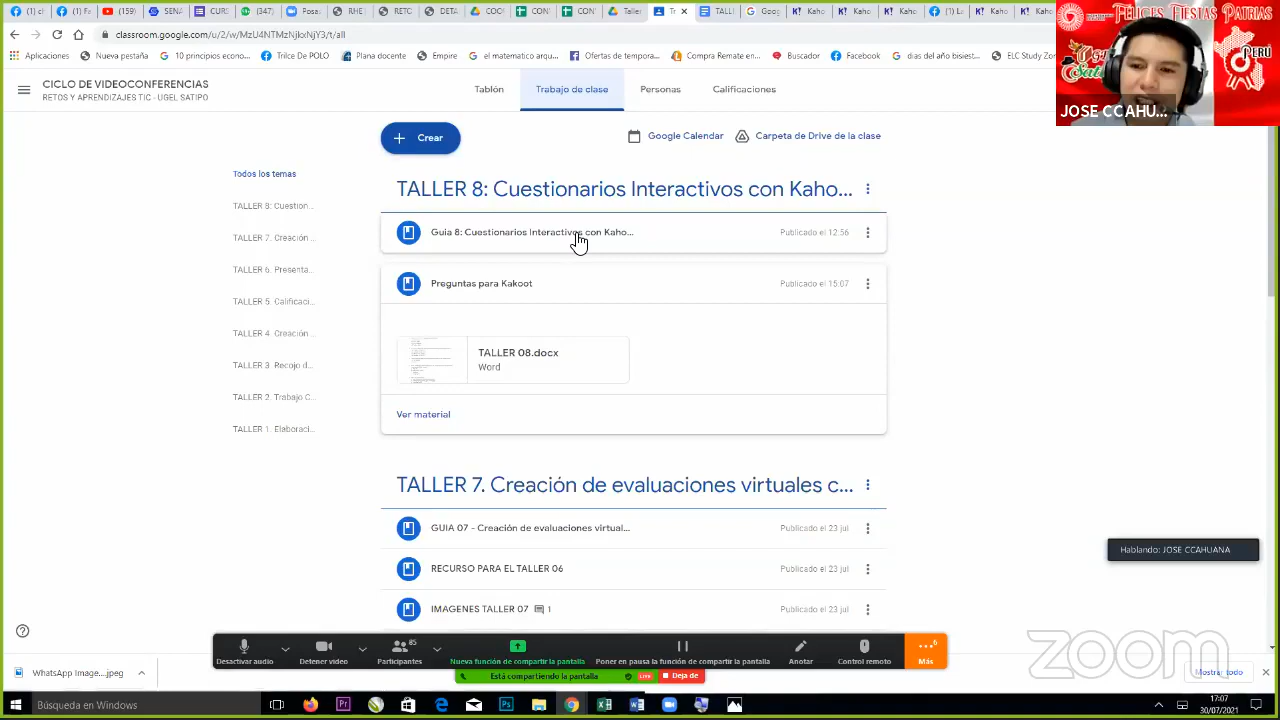 (347)
classroom.google.com/u/2/w/MzU4NTMzNjkxNjY3/t/all
Aplicaciones
Nueva pestaña
10 principios econo...
Trilce De POLO
Plana docente
Empire
el matematico argu...
Ofertas de fotogra...
Compra Remate en...
Buscador
Facebook
dias del año bisiest...
ELC Study Zone
FELICES FIESTAS PATRIAS
PERÚ
JOSE CCAHU...
CICLO DE VIDEOCONFERENCIAS
RETOS Y APRENDIZAJES TIC - UGEL SATIPO
Tablón
Trabajo de clase
Personas
Calificaciones
Crear
Google Calendar
Carpeta de Drive de la clase
Todos los temas
TALLER 8: Cuestion...
TALLER 7. Creación ...
TALLER 6. Presenta...
TALLER 5. Calificaci...
TALLER 4. Creación ...
TALLER 3. Recojo d...
TALLER 2. Trabajo C...
TALLER 1. Elaboraci...
TALLER 8: Cuestionarios Interactivos con Kaho...
Guia 8: Cuestionarios Interactivos con Kaho...
Publicado el 12:56
Preguntas para Kakoot
Publicado el 15:07
TALLER 08.docx
Word
Ver material
TALLER 7. Creación de evaluaciones virtuales c...
GUIA 07 - Creación de evaluaciones virtual...
Publicado el 23 jul
RECURSO PARA EL TALLER 06
Publicado el 23 jul
IMAGENES TALLER 07
1
Publicado el 23 jul
Hablando: JOSE CCAHUANA
85
6
Desactivar audio
Detener video
Participantes
Nueva función de compartir la pantalla
Poner en pausa la función de compartir la pantalla
Anotar
Control remoto
Más
Está compartiendo la pantalla
LIVE
Deja de
zoom
WhatsApp Image....jpeg
Mostrar todo
Búsqueda en Windows
17:07
30/07/2021